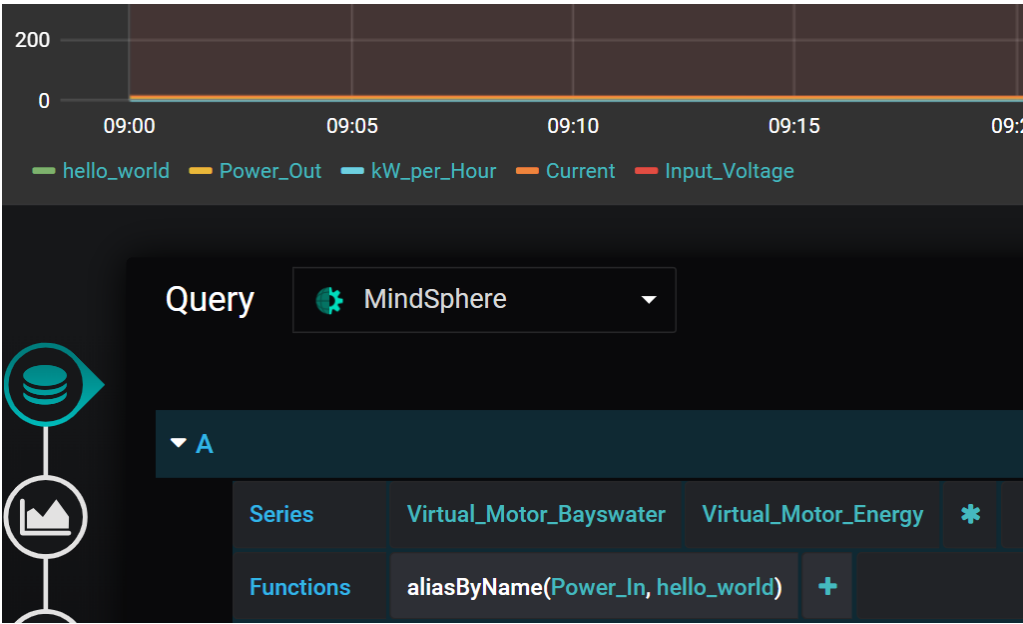 200
0
09:00 09:05 09:10 09:15
hello_world Power_Out kW_per_Hour Current Input_Voltage
Query MindSphere
A
Series Virtual_Motor_Bayswater Virtual_Motor_Energy *
Functions aliasByName(Power_In, hello_world) +